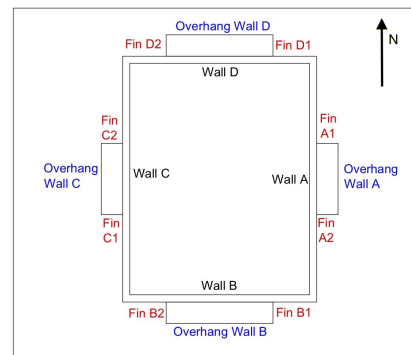 Overhang Wall D
Fin D2
Fin D1
N
Wall D
Fin
C2
Fin
A1
Overhang
Wall C
Wall C
Wall A
Overhang
Wall A
Fin
C1
Fin
A2
Wall B
Fin B2
Fin B1
Overhang Wall B